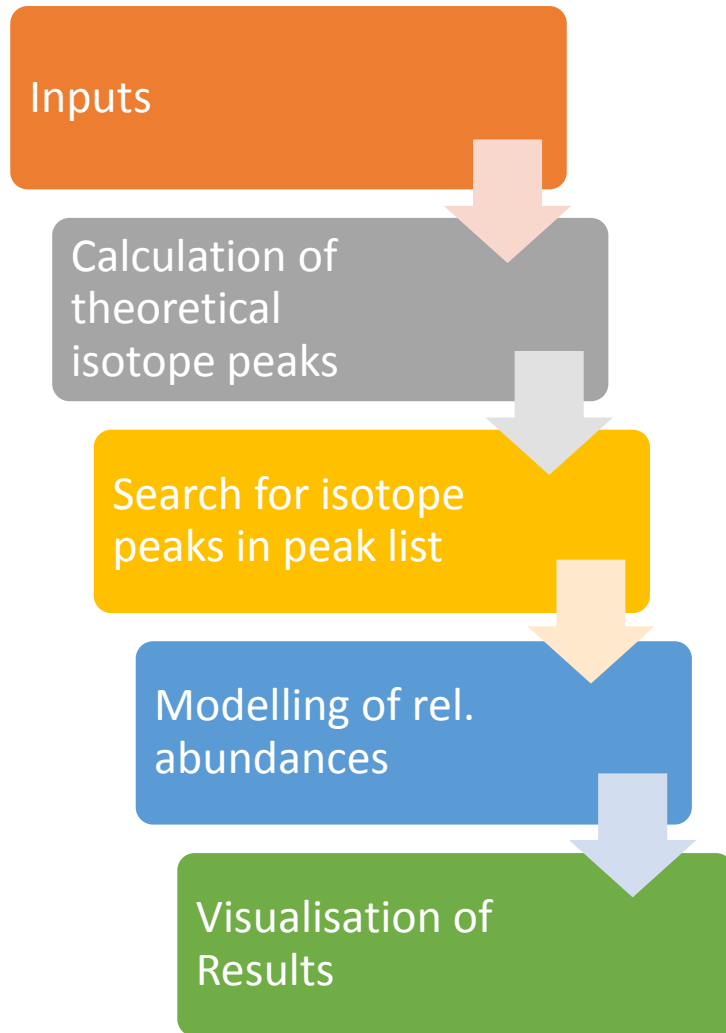 Inputs
Calculation of
theoretical
isotope peaks
Search for isotope
peaks in peak list
Modelling of rel.
abundances
Visualisation of
Results